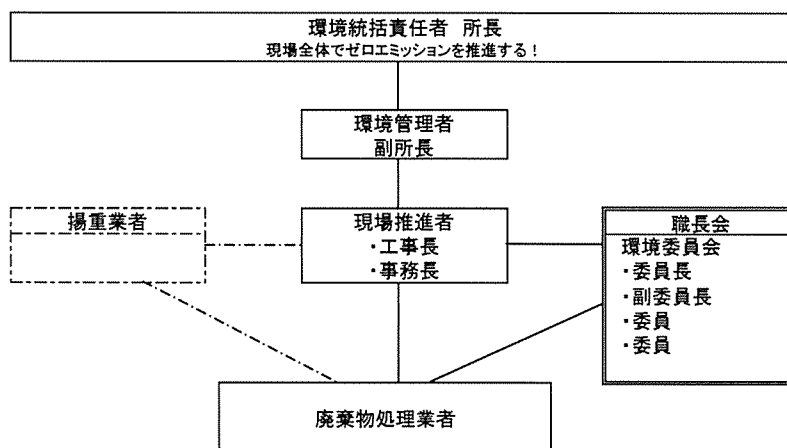 環境統括責任者 所長
現場全体でゼロエミッションを推進する！
環境管理者
副所長
揚重業者
現場推進者
・工事長
・事務長
職長会
環境委員会
・委員長
・副委員長
・委員
・委員
廃棄物処理業者